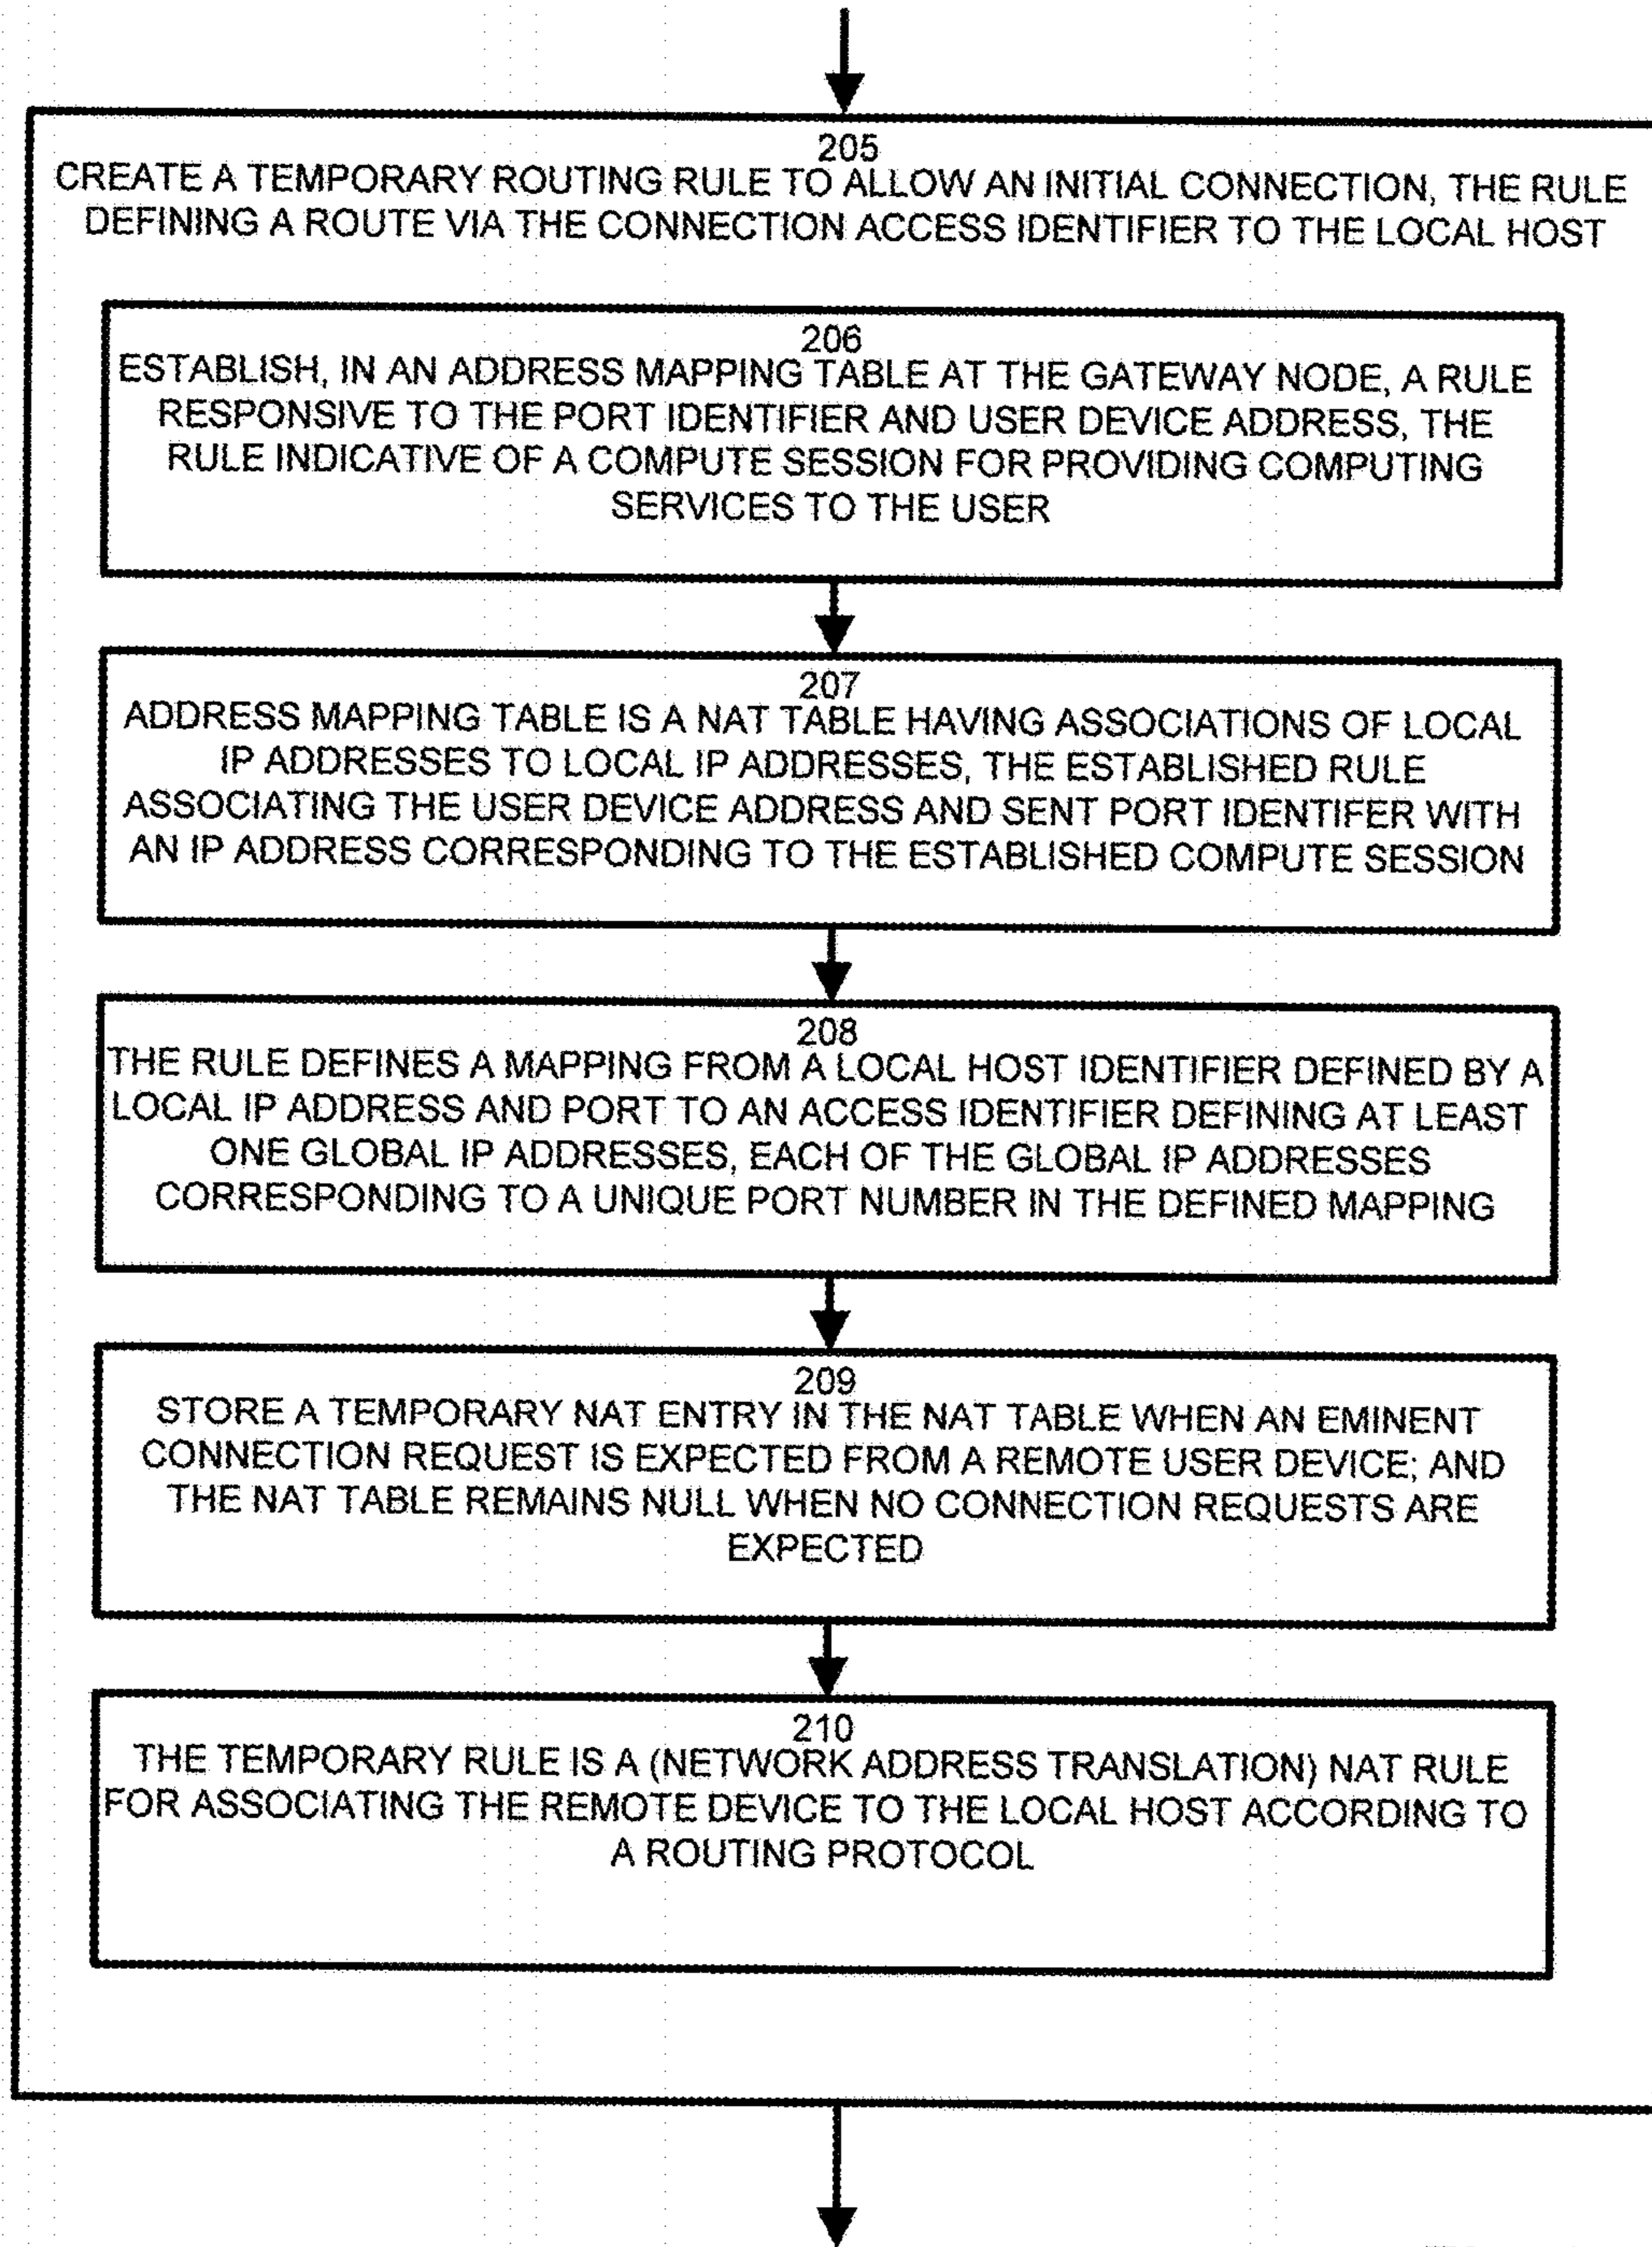 205
CREATE A TEMPORARY ROUTING RULE TO ALLOW AN INITIAL CONNECTION, THE RULE
DEFINING A ROUTE VIA THE CONNECTION ACCESS IDENTIFIER TO THE LOCAL HOST
206
ESTABLISH, IN AN ADDRESS MAPPING TABLE AT THE GATEWAY NODE, A RULE
RESPONSIVE TO THE PORT IDENTIFIER AND USER DEVICE ADDRESS, THE
RULE INDICATIVE OF A COMPUTE SESSION FOR PROVIDING COMPUTING
SERVICES TO THE USER
207
ADDRESS MAPPING TABLE IS A NAT TABLE HAVING ASSOCIATIONS OF LOCAL
IP ADDRESSES TO LOCAL IP ADDRESSES, THE ESTABLISHED RULE
ASSOCIATING THE USER DEVICE ADDRESS AND SENT PORT IDENTIFER WITH
AN IP ADDRESS CORRESPONDING TO THE ESTABLISHED COMPUTE SESSION
208
THE RULE DEFINES A MAPPING FROM A LOCAL HOST IDENTIFIER DEFINED BY A
LOCAL IP ADDRESS AND PORT TO AN ACCESS IDENTIFIER DEFINING AT LEAST
ONE GLOBAL IP ADDRESSES, EACH OF THE GLOBAL IP ADDRESSES
CORRESPONDING TO A UNIQUE PORT NUMBER IN THE DEFINED MAPPING
209
STORE A TEMPORARY NAT ENTRY IN THE NAT TABLE WHEN AN EMINENT
CONNECTION REQUEST IS EXPECTED FROM A REMOTE USER DEVICE; AND
THE NAT TABLE REMAINS NULL WHEN NO CONNECTION REQUESTS ARE
EXPECTED
210
THE TEMPORARY RULE IS A (NETWORK ADDRESS TRANSLATION) NAT RULE
FOR ASSOCIATING THE REMOTE DEVICE TO THE LOCAL HOST ACCORDING TO
A ROUTING PROTOCOL